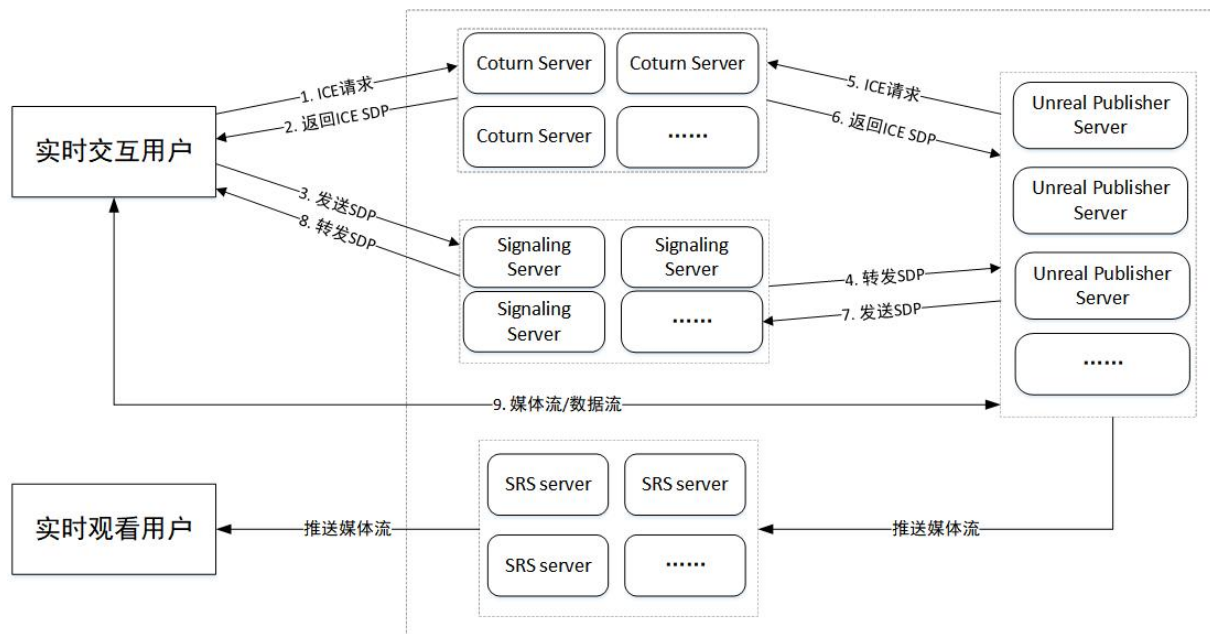 Coturn Server
Coturn Server
Coturn Server
······
1. ICE请求
2. 返回ICE SDP
5. ICE请求
6. 返回ICE SDP
Unreal Publisher
Server
Unreal Publisher
Server
Unreal Publisher
Server
······
实时交互用户
3. 发送SDP
8. 转发SDP
Signaling
Server
Signaling
Server
Signaling
Server
······
4. 转发SDP
7. 发送SDP
9. 媒体流/数据流
SRS server
SRS server
SRS server
······
实时观看用户
推送媒体流
推送媒体流